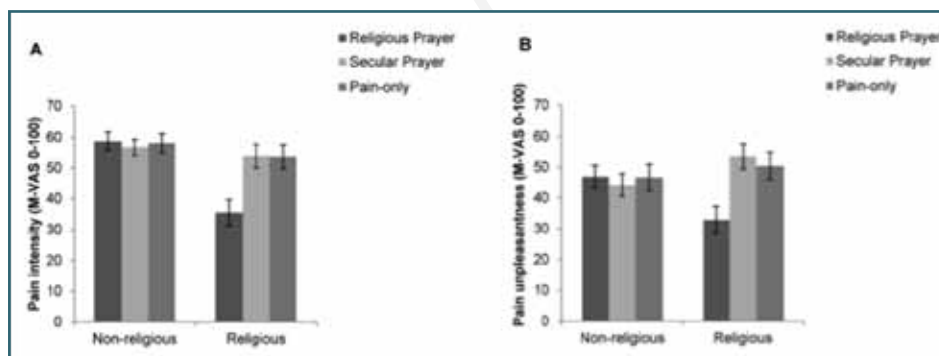 A
Religious Prayer
Secular Prayer
Pain-only
Pain intensity (M-VAS 0-100)
70
60
50
40
30
20
10
0
Non-religious
Religious
B
Religious Prayer
Secular Prayer
Pain-only
Pain unpleasantness (M-VAS 0-100)
70
60
50
40
30
20
10
0
Non-religious
Religious